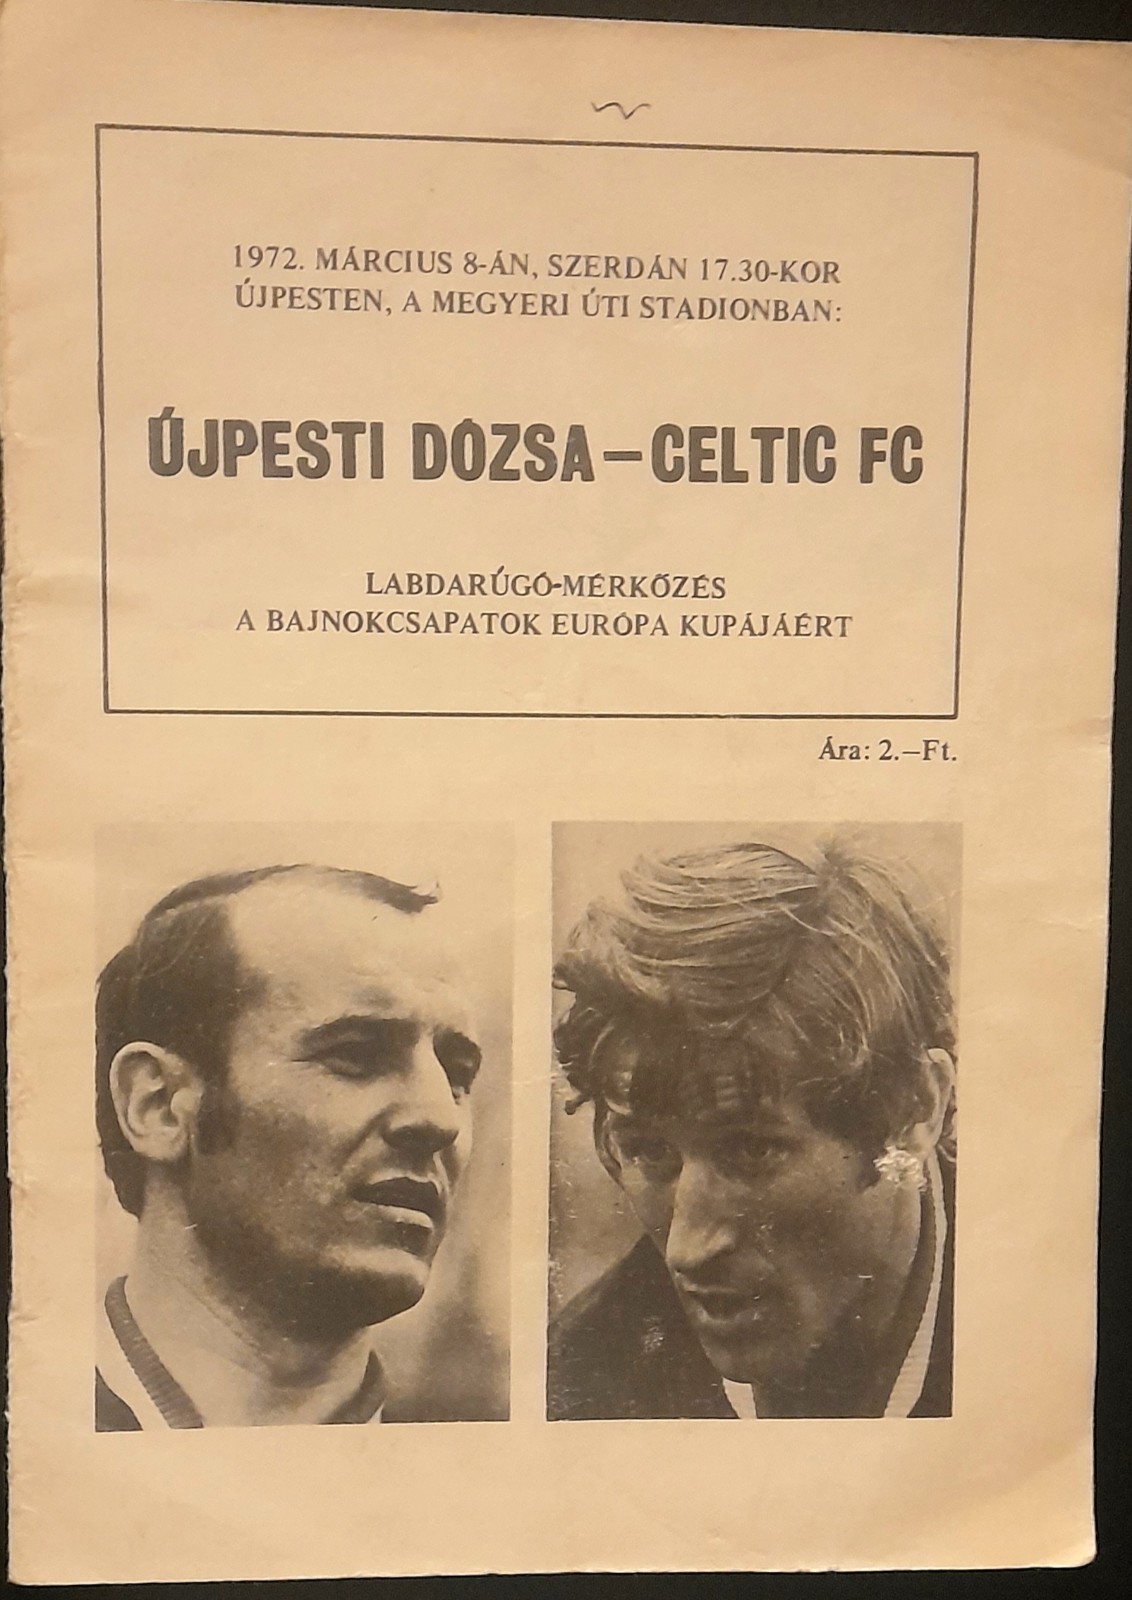 1972. MÁRCIUS 8-ÁN, SZERDÁN 17.30-KOR
ÚJPESTEN, A MEGYERI ÚTI STADIONBAN:
ÚJPESTI DÓZSA–CELTIC FC
LABDARÚGÓ-MÉRKŐZÉS
A BAJNOKCSAPATOK EURÓPA KUPÁJÁÉRT
Ára: 2.–Ft.